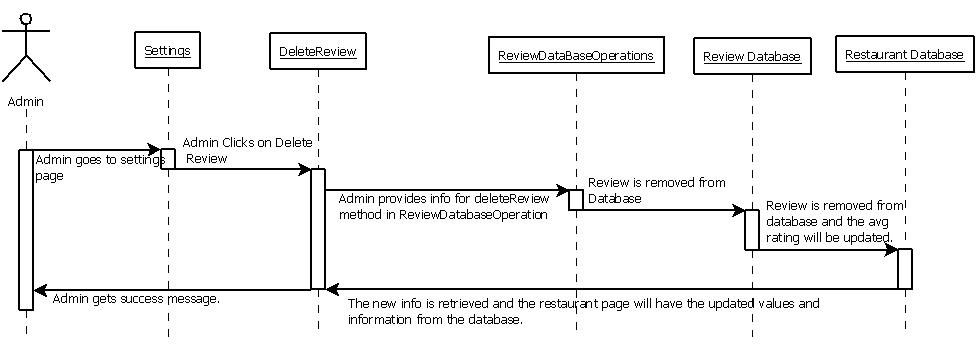 Settings
DeleteReview
ReviewDataBaseOperations
Review Database
Restaurant Database
Admin
Admin goes to settings
page
Admin Clicks on Delete
Review
Admin provides info for deleteReview
method in ReviewDatabaseOperation
Review is removed from
Database
Review is removed from
database and the avg
rating will be updated.
Admin gets success message.
The new info is retrieved and the restaurant page will have the updated values and
information from the database.